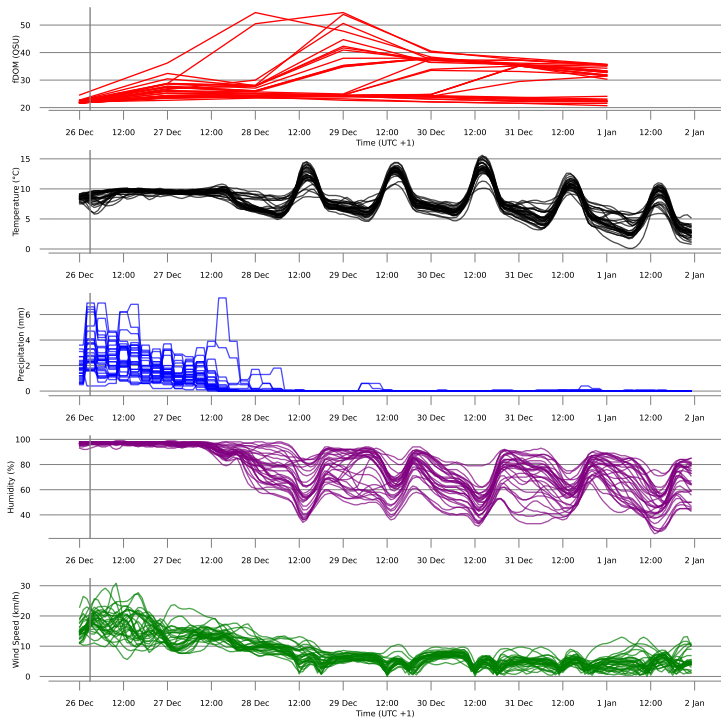 50
40
30
20
DOM (QSU)
26 Dec 12:00 27 Dec 12:00 28 Dec 12:00 29 Dec 12:00 30 Dec 12:00 31 Dec 12:00 1 Jan 12:00 2 Jan
Time (UTC +1)
15
10
5
0
Temperature (°C)
26 Dec 12:00 27 Dec 12:00 28 Dec 12:00 29 Dec 12:00 30 Dec 12:00 31 Dec 12:00 1 Jan 12:00 2 Jan
6
4
2
0
Precipitation (mm)
26 Dec 12:00 27 Dec 12:00 28 Dec 12:00 29 Dec 12:00 30 Dec 12:00 31 Dec 12:00 1 Jan 12:00 2 Jan
100
80
60
40
Humidity (%)
26 Dec 12:00 27 Dec 12:00 28 Dec 12:00 29 Dec 12:00 30 Dec 12:00 31 Dec 12:00 1 Jan 12:00 2 Jan
30
20
10
0
Wind Speed (km/h)
26 Dec 12:00 27 Dec 12:00 28 Dec 12:00 29 Dec 12:00 30 Dec 12:00 31 Dec 12:00 1 Jan 12:00 2 Jan
Time (UTC +1)